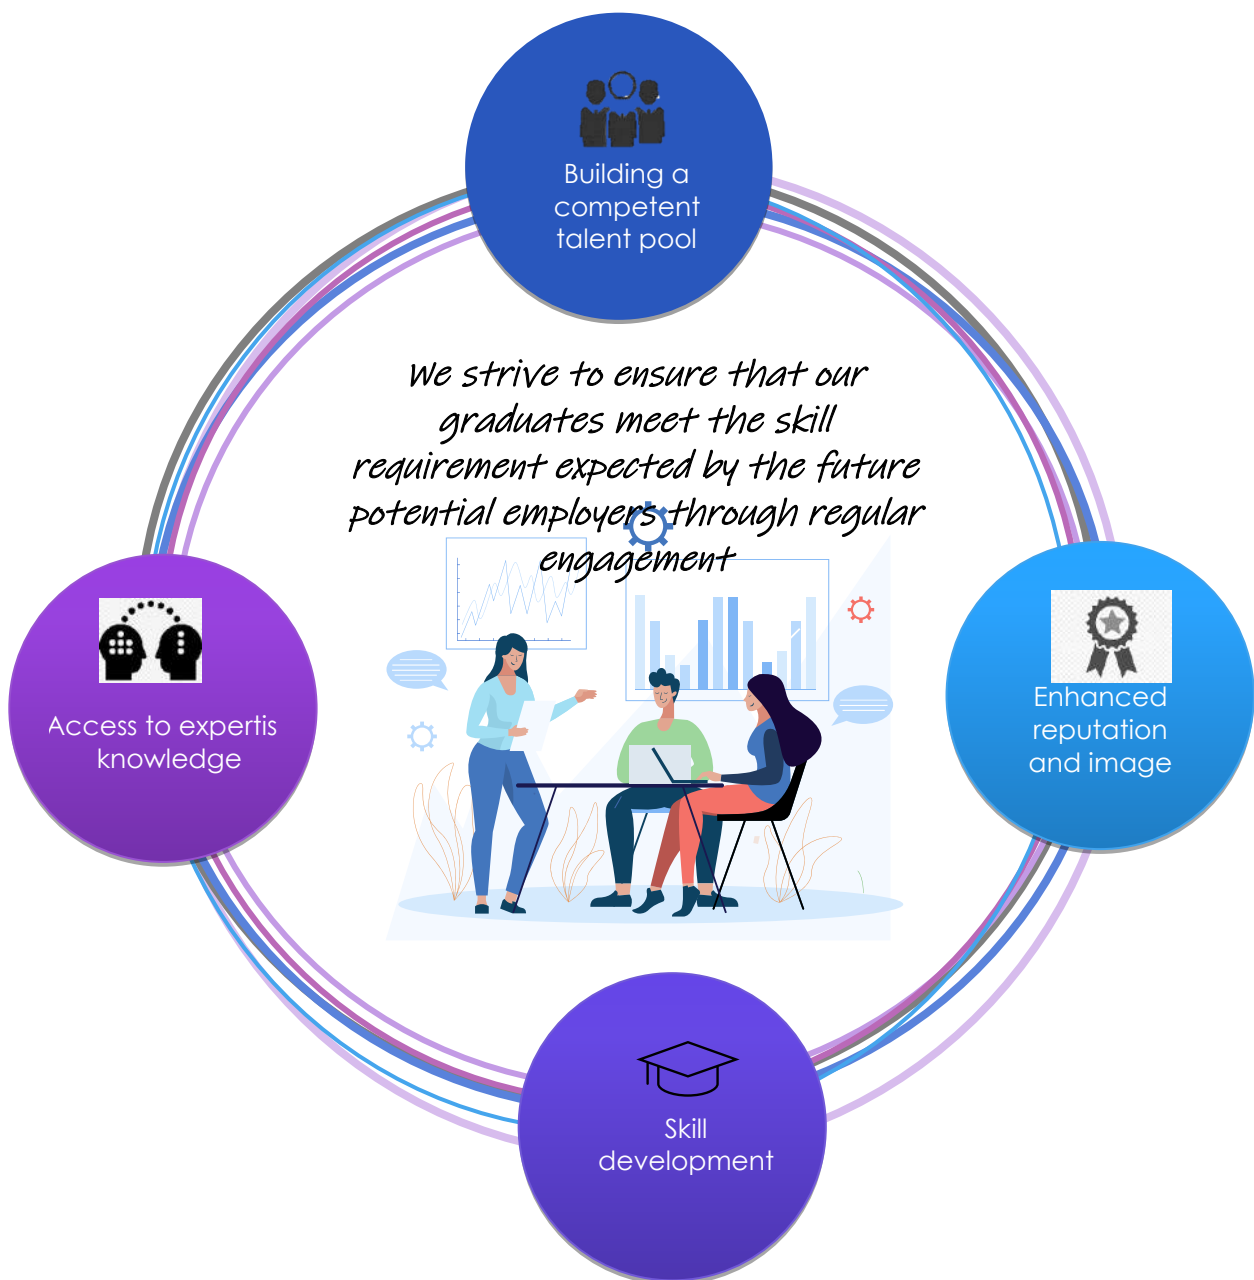 Building a
competent
talent pool
We strive to ensure that our
graduates meet the skill
requirement expected by the future
potential employers through regular
engagement
Access to expertis
knowledge
Enhanced
reputation
and image
Skill
development